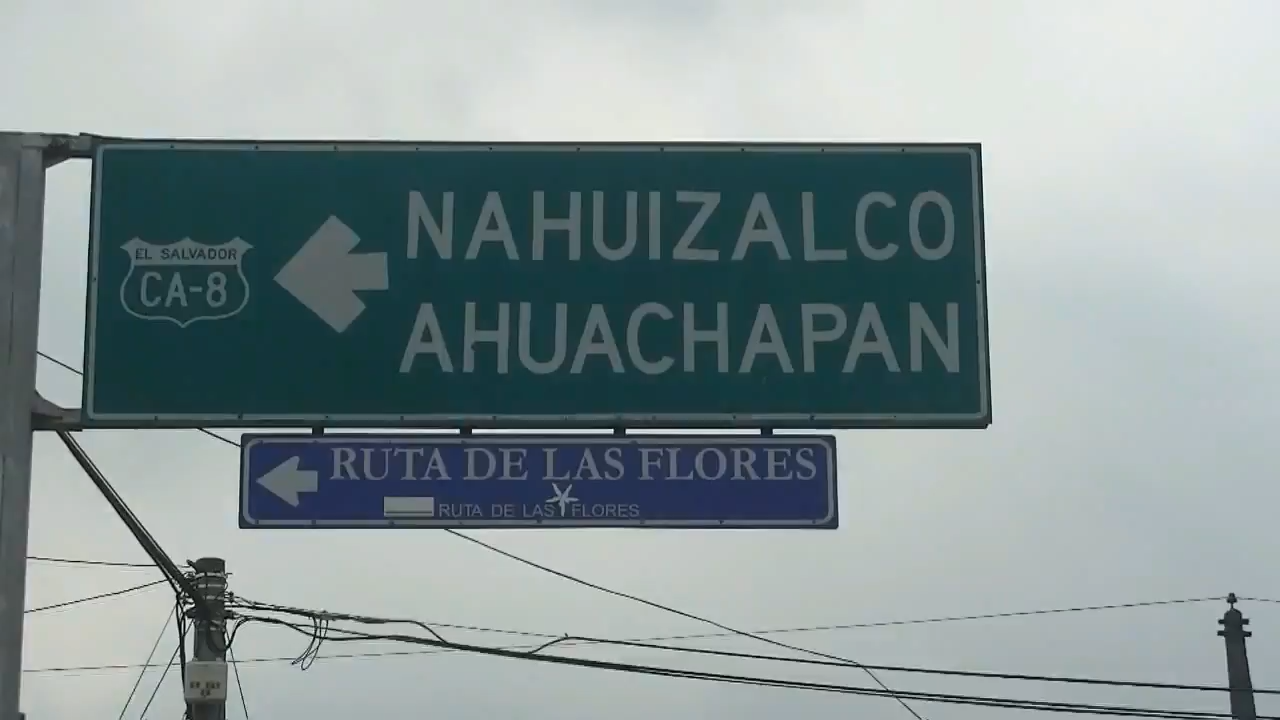 EL SALVADOR
CA-8
NAHUIZALCO
AHUACHAPAN
RUTA DE LAS FLORES
RUTA DE LAS FLORES